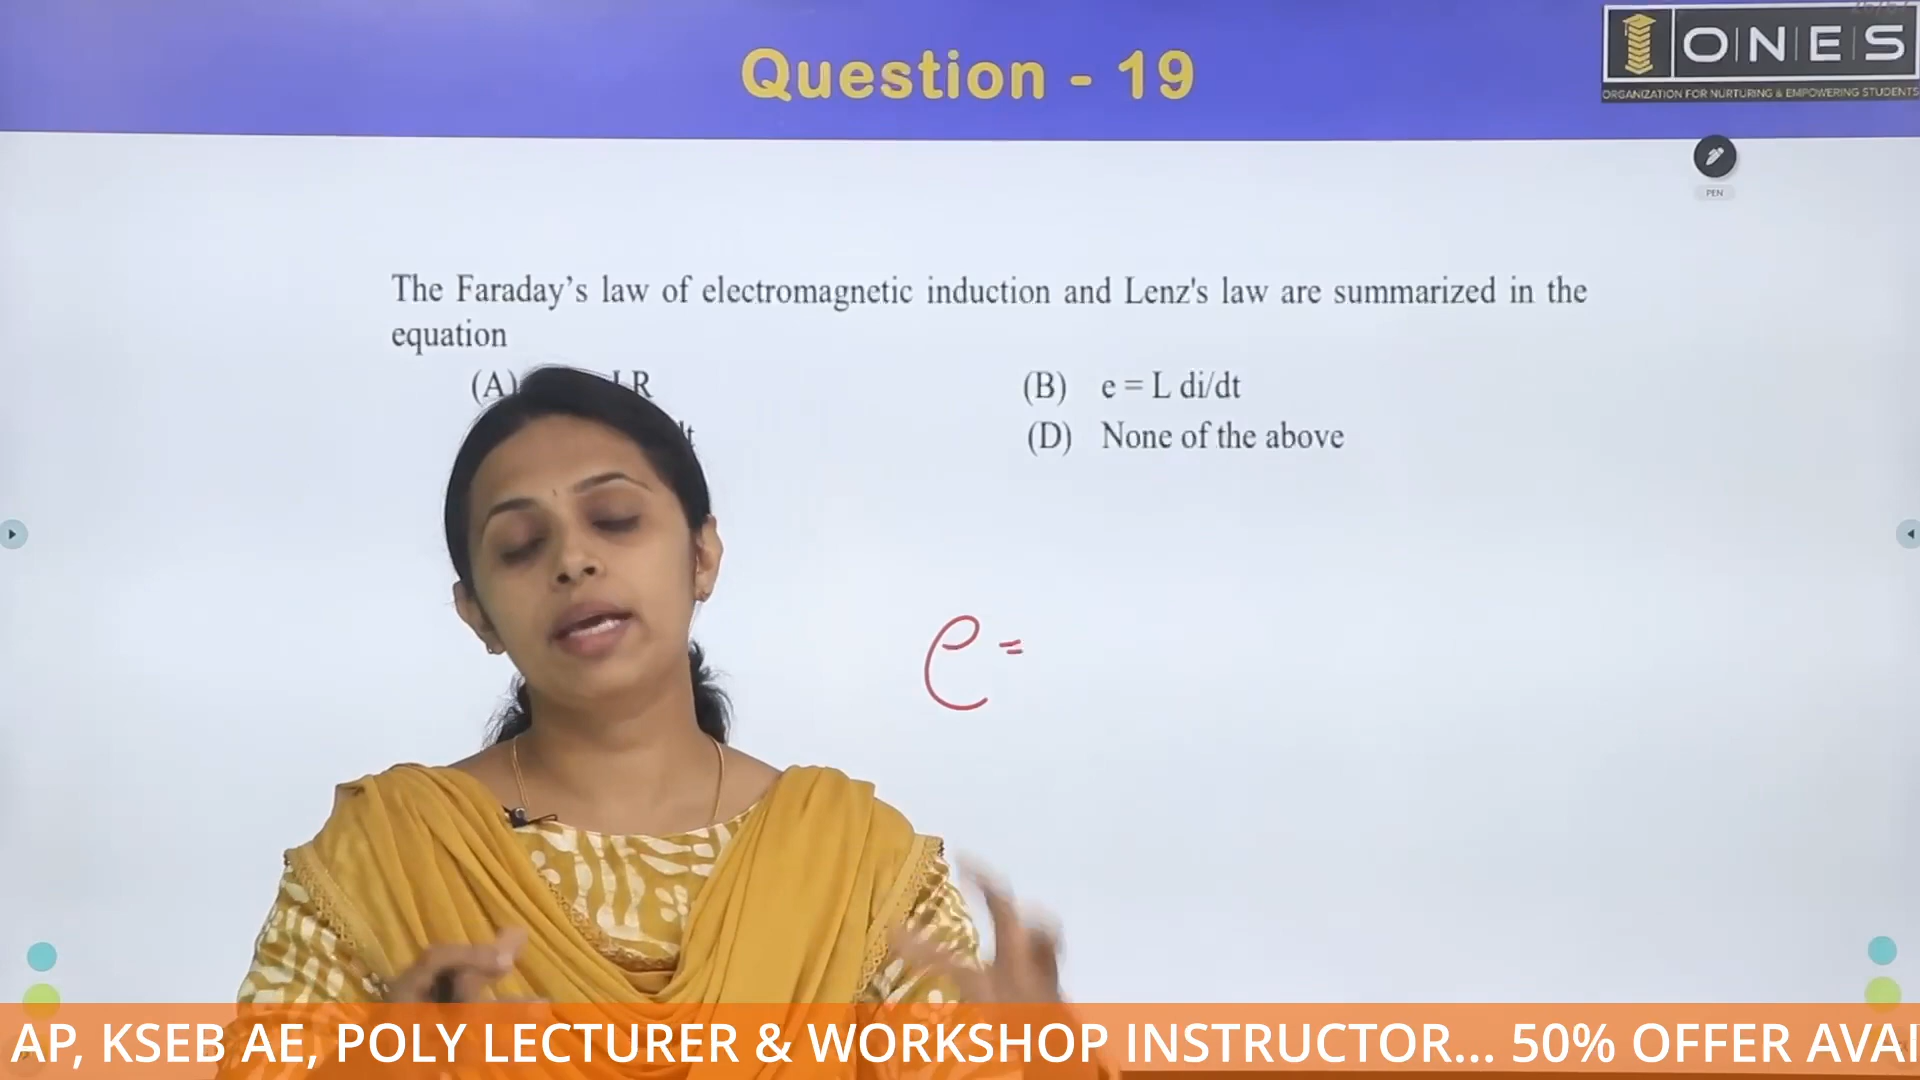 Question - 19
ONES
ORGANIZATION FOR NURTURING & EMPOWERING STUDENTS
PEN
The Faraday's law of electromagnetic induction and Lenz's law are summarized in the
equation
(A) R
(B) e = L di/dt
(D) None of the above
e =
AP, KSEB AE, POLY LECTURER & WORKSHOP INSTRUCTOR... 50% OFFER AVAI